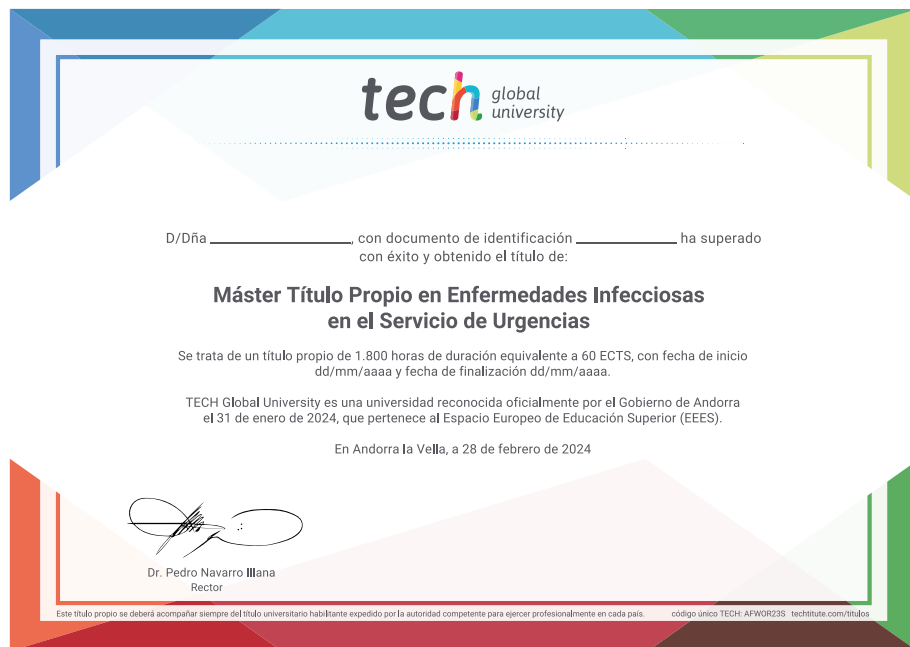 tech global
university
D/Dña ____________________, con documento de identificación ______________ ha superado
con éxito y obtenido el título de:
Máster Título Propio en Enfermedades Infecciosas
en el Servicio de Urgencias
Se trata de un título propio de 1.800 horas de duración equivalente a 60 ECTS, con fecha de inicio
dd/mm/aaaa y fecha de finalización dd/mm/aaaa.
TECH Global University es una universidad reconocida oficialmente por el Gobierno de Andorra
el 31 de enero de 2024, que pertenece al Espacio Europeo de Educación Superior (EEES).
En Andorra la Vella, a 28 de febrero de 2024
Dr. Pedro Navarro Illana
Rector
Este título propio se deberá acompañar siempre del título universitario habilitante expedido por la autoridad competente para ejercer profesionalmente en cada país. código único TECH: AFWOR23S techtitute.com/titulos